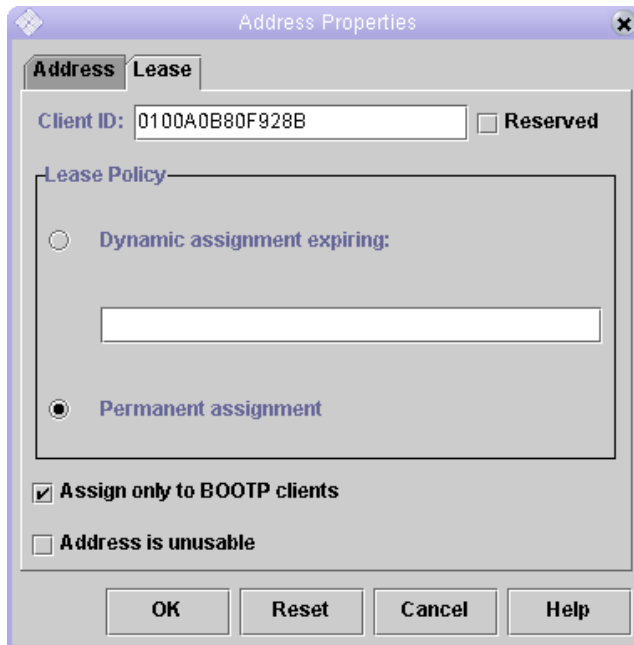 Address Properties
Address Lease
Client ID: 0100A0B80F928B Reserved
Lease Policy
Dynamic assignment expiring:
Permanent assignment
Assign only to BOOTP clients
Address is unusable
OK Reset Cancel Help